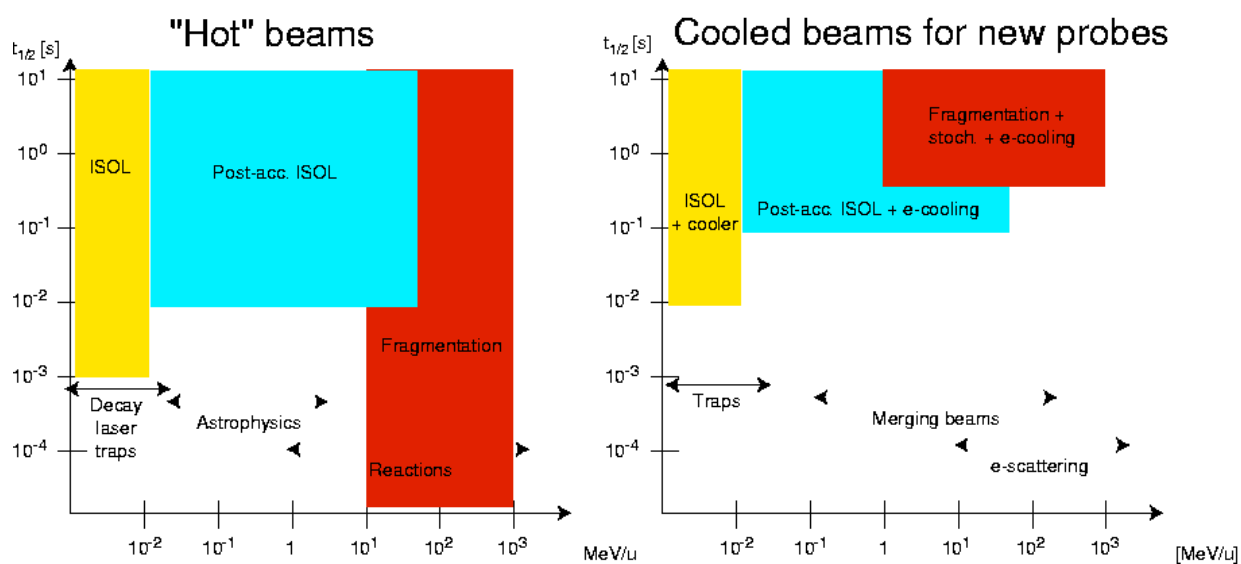 "Hot" beams
t1/2 [s]
10^1
10^0
10^-1
10^-2
10^-3
10^-4
ISOL
Post-acc. ISOL
Fragmentation
Decay
laser
traps
Astrophysics
Reactions
10^-2
10^-1
1
10^1
10^2
10^3
MeV/u
Cooled beams for new probes
t1/2 [s]
10^1
10^0
10^-1
10^-2
10^-3
10^-4
Fragmentation +
stoch. + e-cooling
ISOL
+ cooler
Post-acc. ISOL + e-cooling
Traps
Merging beams
e-scattering
10^-2
10^-1
1
10^1
10^2
10^3
[MeV/u]